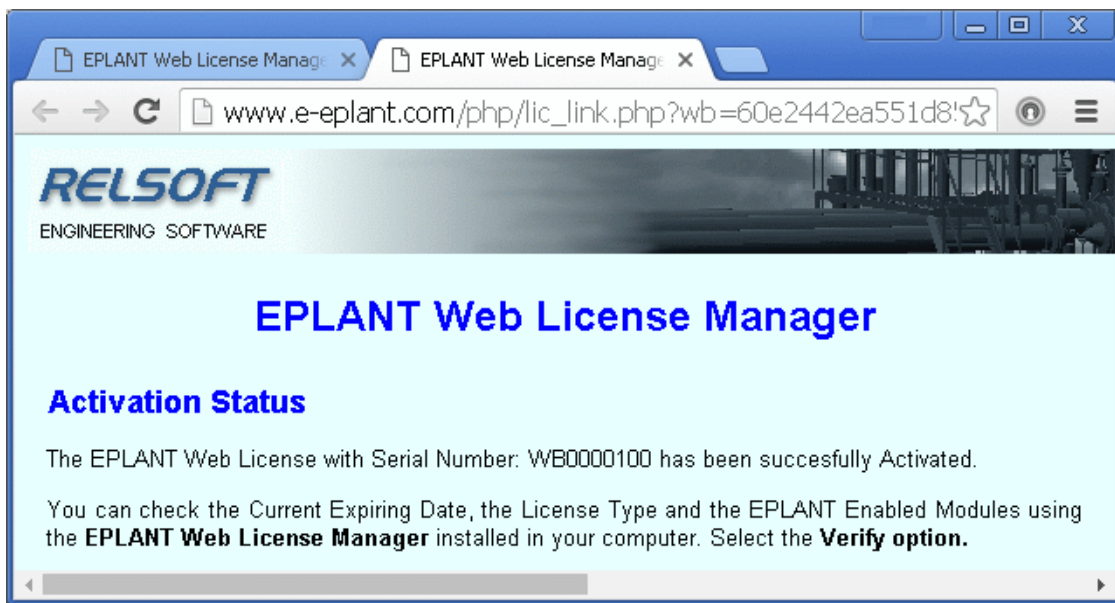 EPLANT Web License Manage
EPLANT Web License Manage
www.e-eplant.com/php/lic_link.php?wb=60e2442ea551d8
RELSOFT
ENGINEERING SOFTWARE
EPLANT Web License Manager
Activation Status
The EPLANT Web License with Serial Number: WB0000100 has been succesfully Activated.
You can check the Current Expiring Date, the License Type and the EPLANT Enabled Modules using
the EPLANT Web License Manager installed in your computer. Select the Verify option.